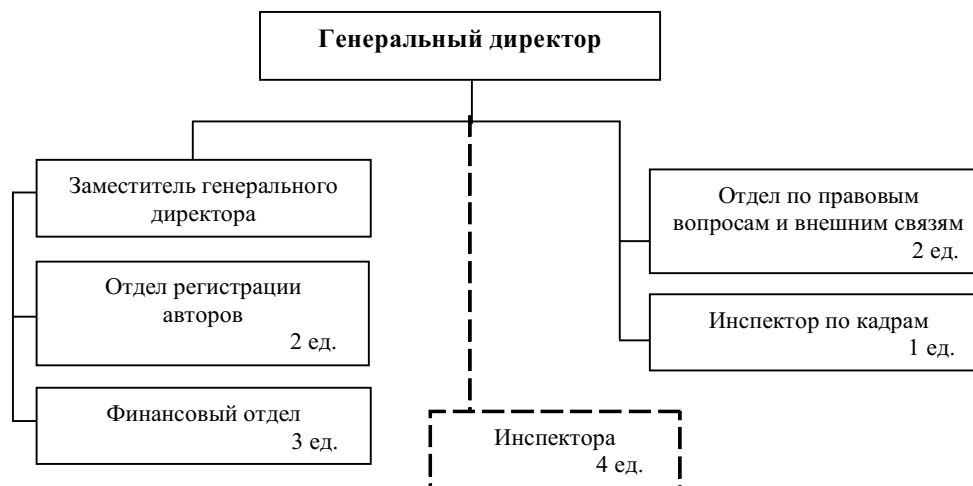 Генеральный директор
Заместитель генерального
директора
Отдел регистрации
авторов
2 ед.
Финансовый отдел
3 ед.
Инспектора
4 ед.
Отдел по правовым
вопросам и внешним связям
2 ед.
Инспектор по кадрам
1 ед.